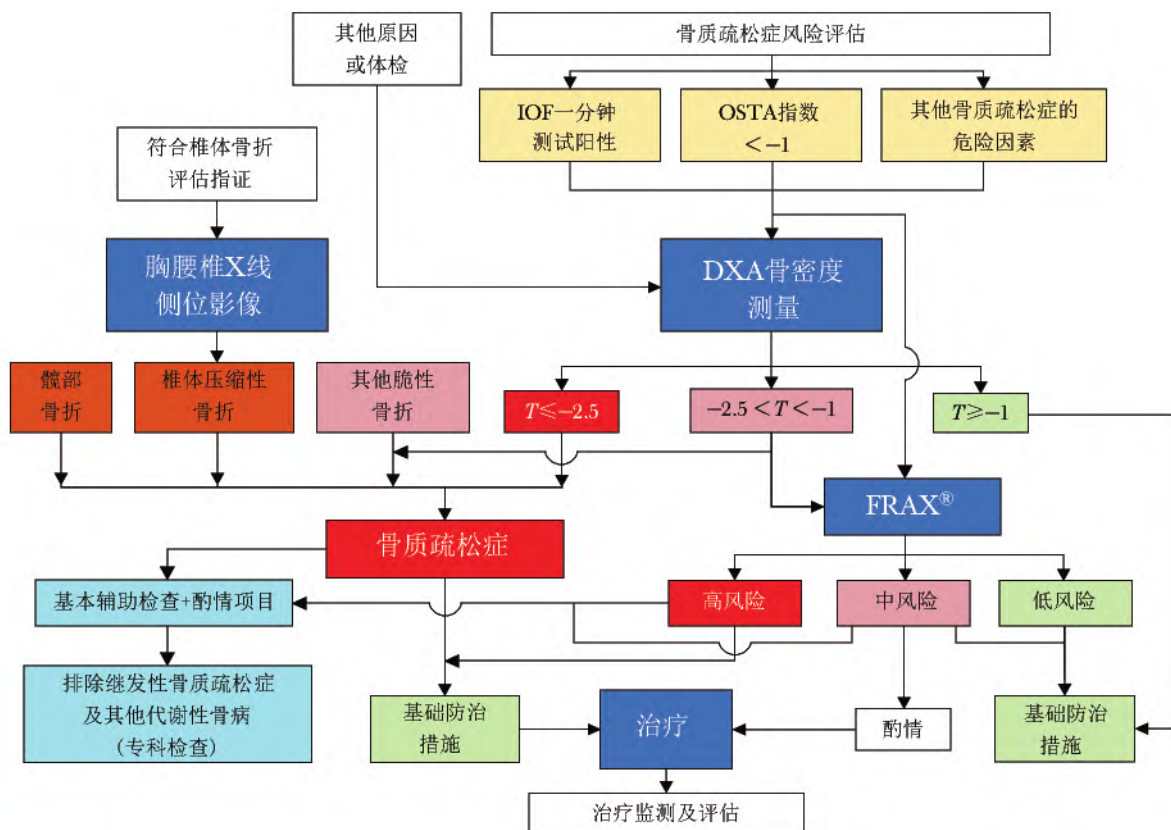 其他原因
或体检
骨质疏松症风险评估
IOF一分钟
测试阳性
OSTA指数
＜−1
其他骨质疏松症的
危险因素
符合椎体骨折
评估指证
胸腰椎X线
侧位影像
DXA骨密度
测量
髋部
骨折
椎体压缩性
骨折
其他脆性
骨折
T≤−2.5
−2.5＜T＜−1
T≥−1
FRAX®
骨质疏松症
基本辅助检查+酌情项目
高风险
中风险
低风险
排除继发性骨质疏松症
及其他代谢性骨病
(专科检查)
基础防治
措施
治疗
酌情
基础防治
措施
治疗监测及评估